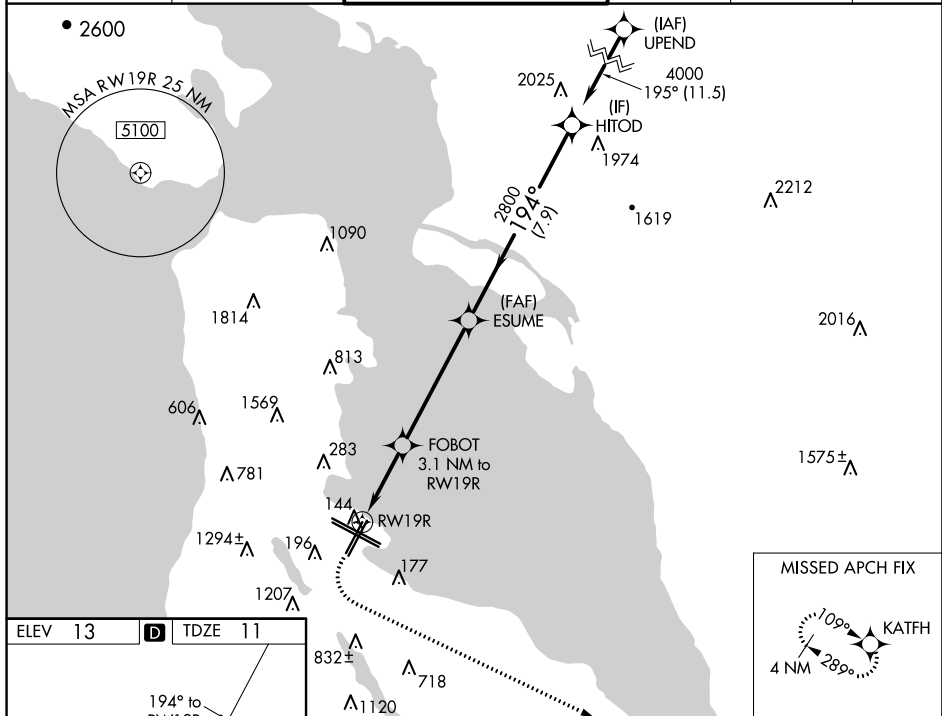 2600
MSA RW19R 25 NM
5100
(IAF)
UPEND
4000
195° (11.5)
2025
(IF)
HITOD
1974
2212
2800
194°
(7.9)
1619
1090
1814
(FAF)
ESUME
2016
813
606
1569
FOBOT
3.1 NM to
RW19R
283
781
1575±
144
RW19R
1294±
196
177
1207
MISSED APCH FIX
109°
KATFH
4 NM
289°
ELEV 13
D
TDZE 11
832±
718
194° to
1120